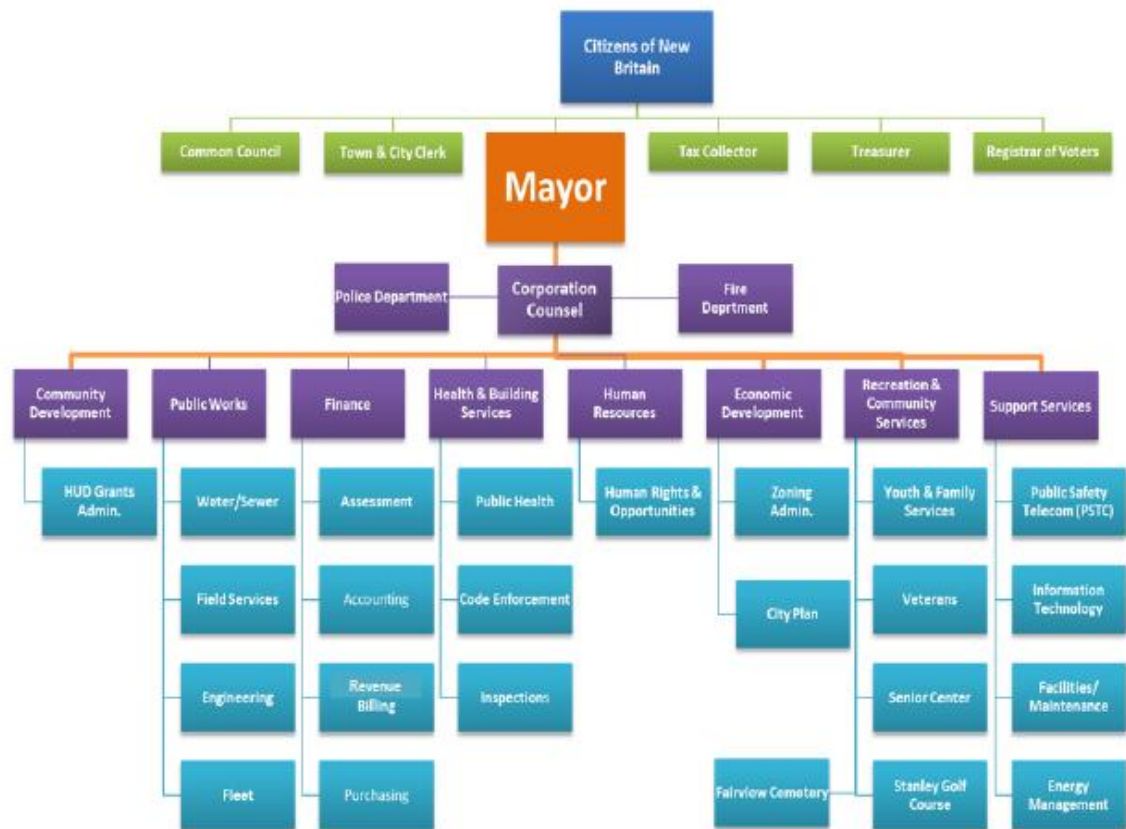 Citizens of New
Britain
Common Council
Town & City Clerk
Mayor
Tax Collector
Treasurer
Registrar of Voters
Police Department
Corporation
Counsel
Fire
Deprtment
Community
Development
Public Works
Finance
Health & Building
Services
Human
Resources
Economic
Development
Recreation &
Community
Services
Support Services
HUD Grants
Admin.
Water/Sewer
Assessment
Public Health
Human Rights &
Opportunities
Zoning
Admin.
Youth & Family
Services
Public Safety
Telecom (PSTC)
Field Services
Accounting
Code Enforcement
City Plan
Veterans
Information
Technology
Engineering
Revenue
Billing
Inspections
Senior Center
Facilities/
Maintenance
Fleet
Purchasing
Fairview Cemetery
Stanley Golf
Course
Energy
Management